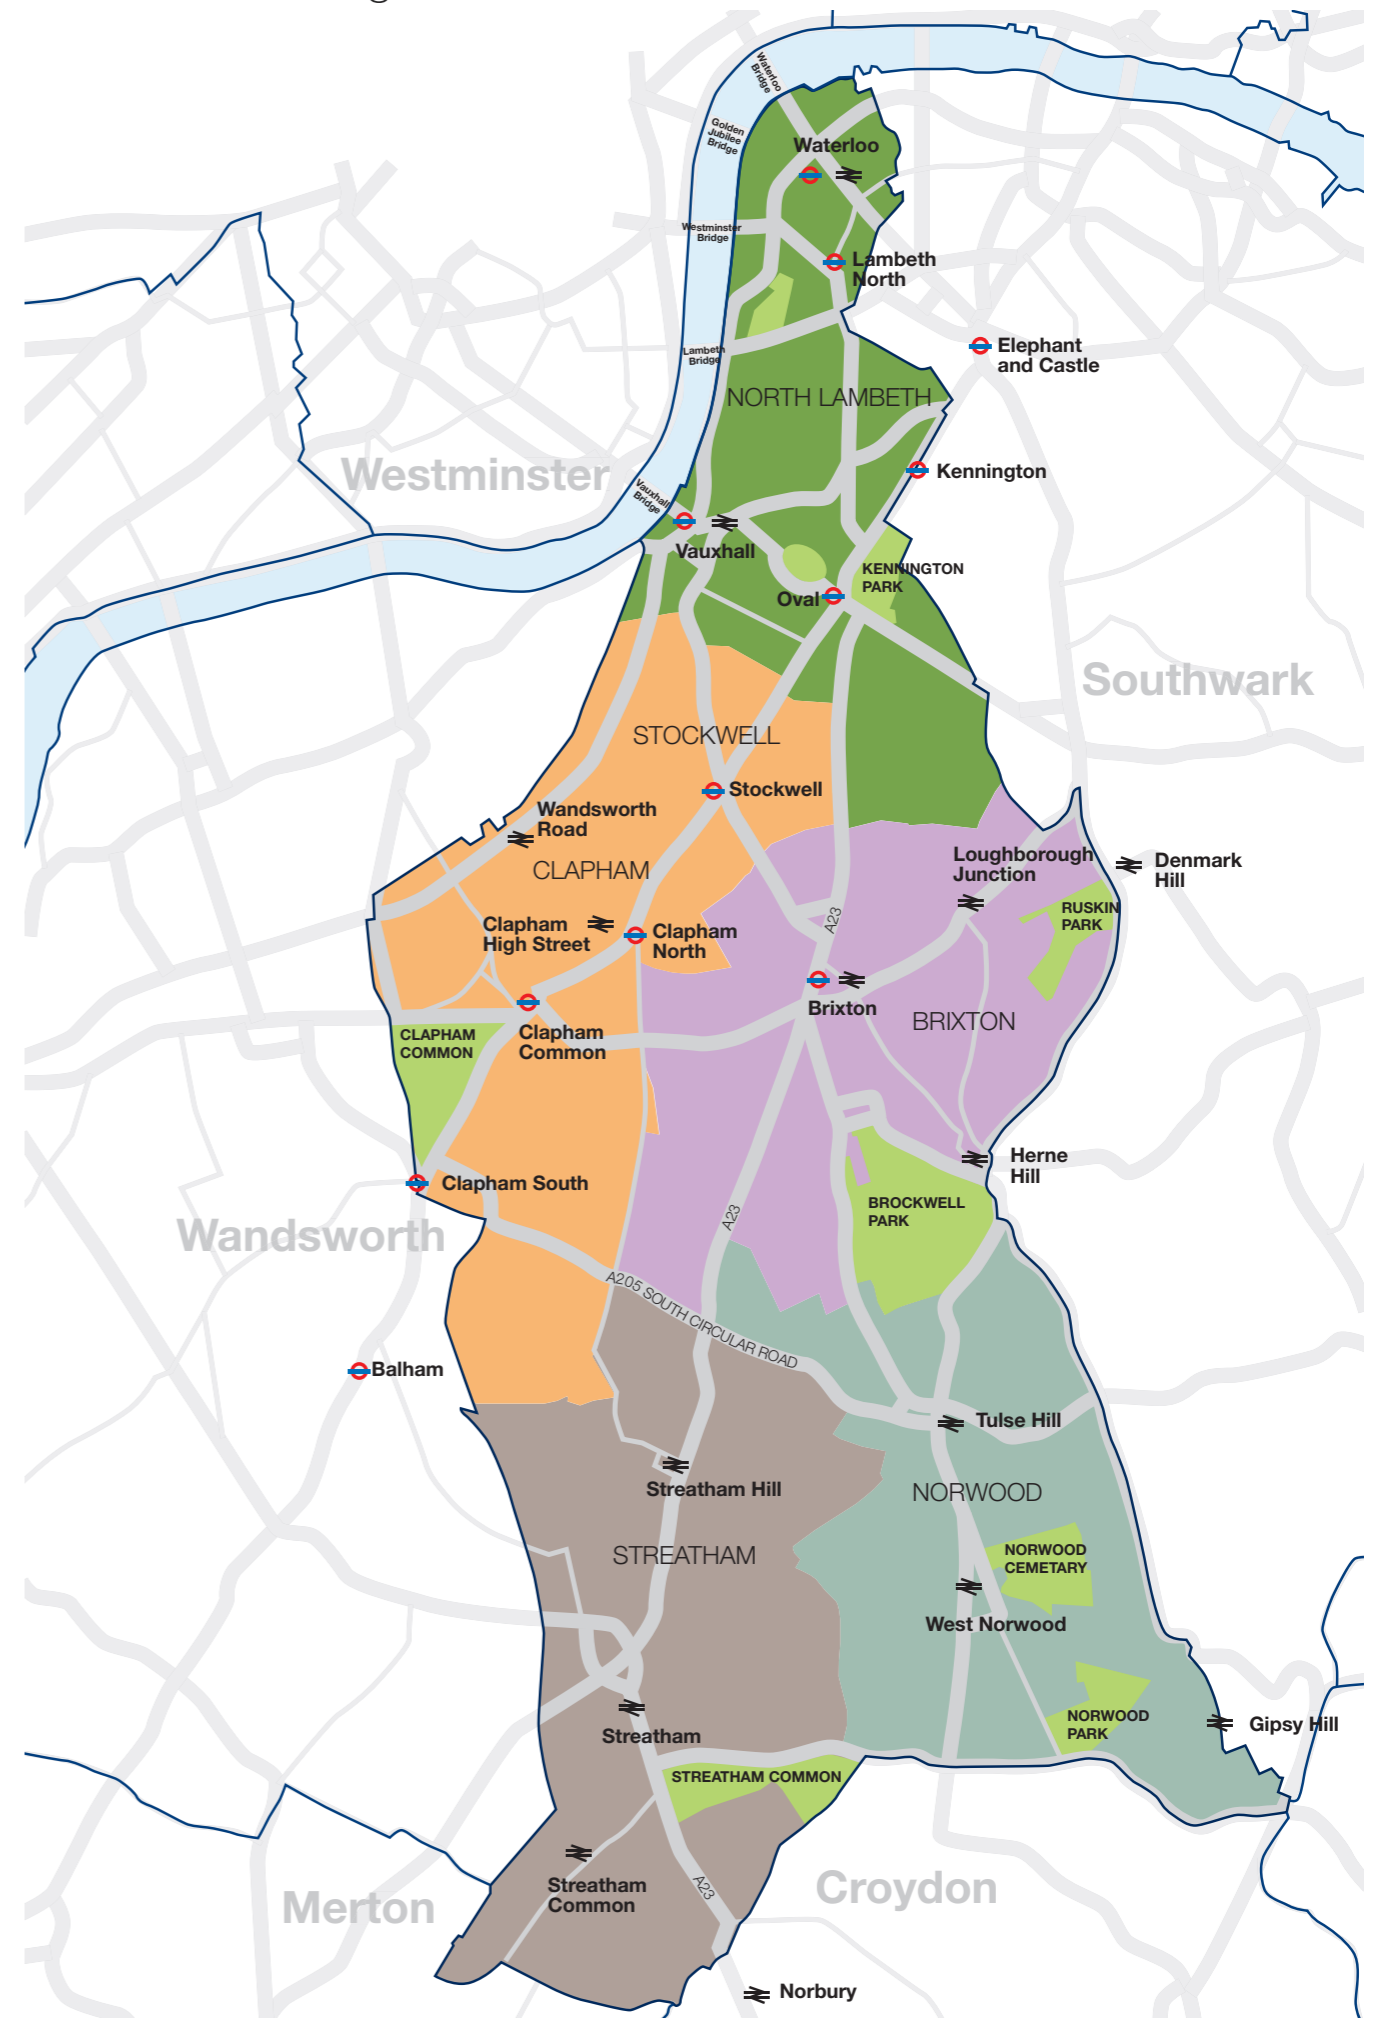 Waterloo
Bridge
Golden
Jubilee
Bridge
Waterloo
Westminster
Bridge
Lambeth
North
Elephant
and Castle
Lambeth
Bridge
NORTH LAMBETH
Westminster
Kennington
Vauxhall
Bridge
Vauxhall
KENNINGTON
PARK
Oval
Southwark
STOCKWELL
Stockwell
Wandsworth
Road
CLAPHAM
Loughborough
Junction
Denmark
Hill
RUSKIN
PARK
A23
Clapham
High Street
Clapham
North
Brixton
BRIXTON
CLAPHAM
COMMON
Clapham
Common
Herne
Hill
Clapham South
BROCKWELL
PARK
A23
Wandsworth
A205 SOUTH CIRCULAR ROAD
Balham
Tulse Hill
Streatham Hill
NORWOOD
STREATHAM
NORWOOD
CEMETARY
West Norwood
NORWOOD
PARK
Gipsy Hill
Streatham
STREATHAM COMMON
Streatham
Common
A23
Croydon
Merton
Norbury